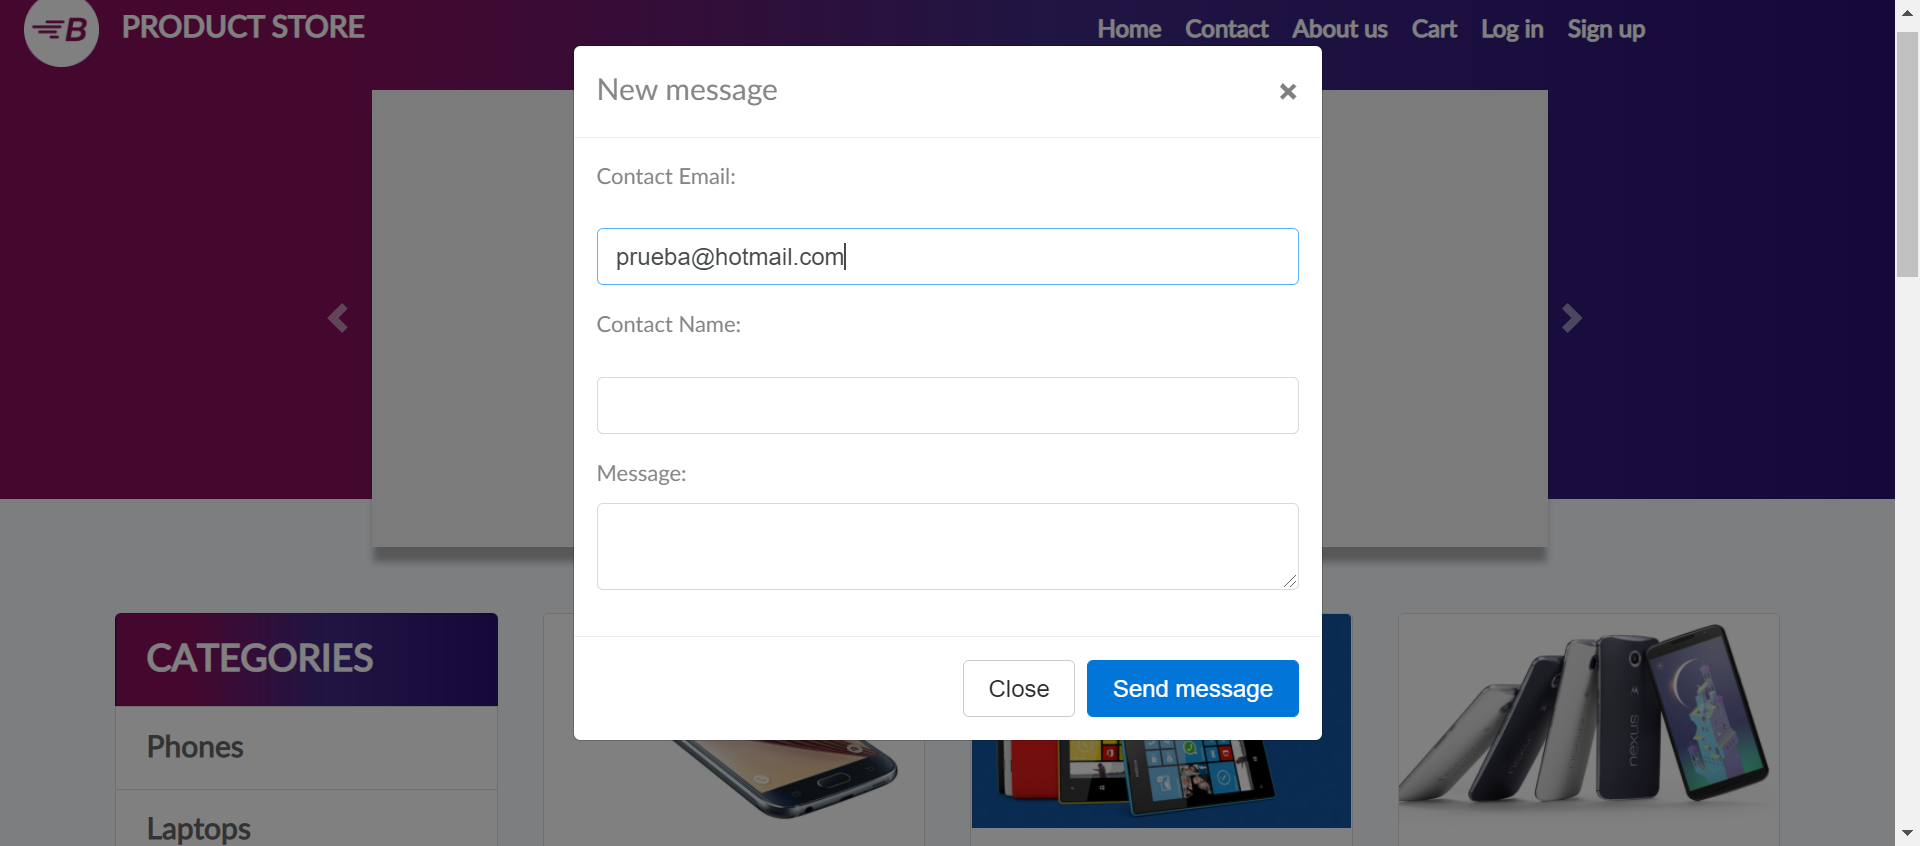 B PRODUCT STORE
Home Contact About us Cart Log in Sign up
New message
×
Contact Email:
prueba@hotmail.com
Contact Name:
Message:
Close Send message
CATEGORIES
Phones
Laptops
nexus